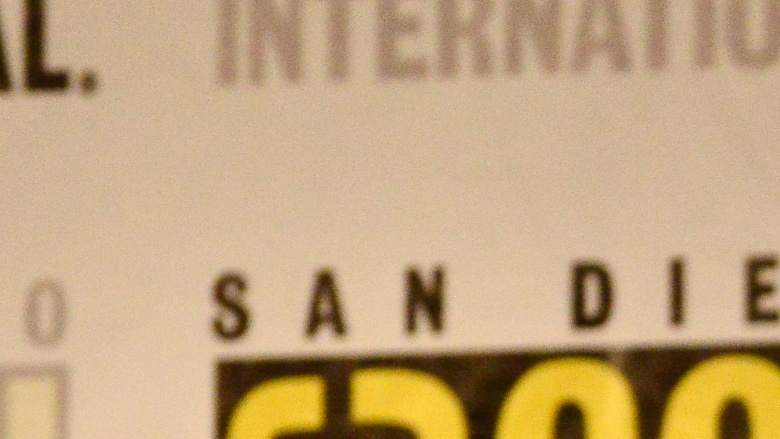 AL. INTERNATIO
O SAN DIE